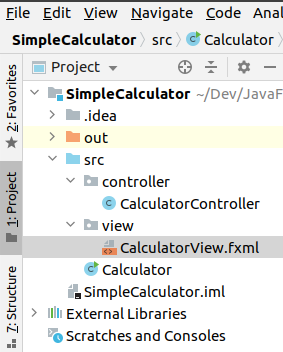 File Edit View Navigate Code Anal
SimpleCalculator src Calculator
Project
SimpleCalculator ~/Dev/JavaF
.idea
out
src
controller
CalculatorController
view
CalculatorView.fxml
Calculator
SimpleCalculator.iml
External Libraries
Scratches and Consoles
2: Favorites
1: Project
7: Structure